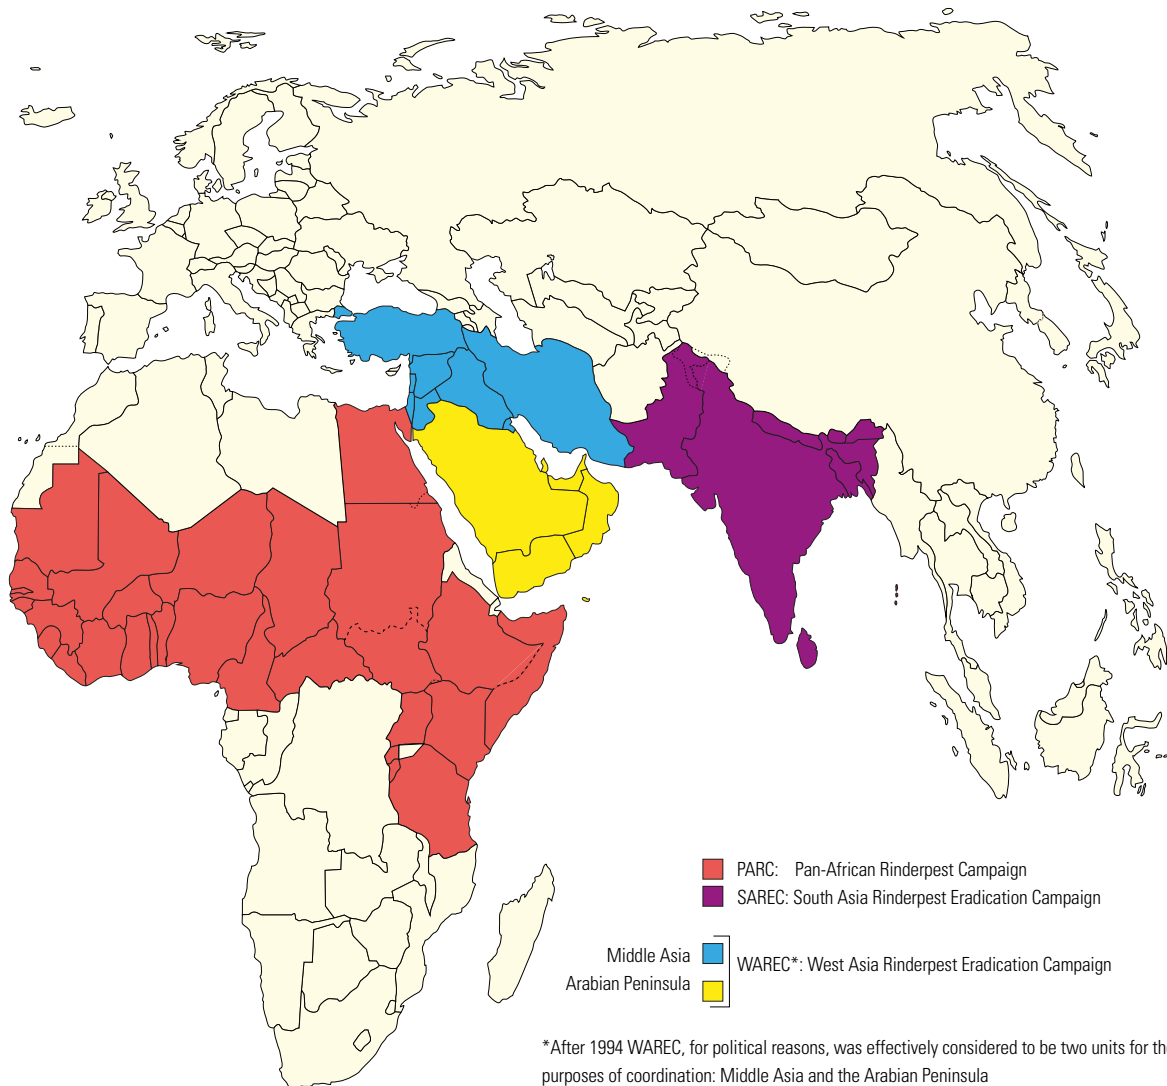 PARC: Pan-African Rinderpest Campaign
SAREC: South Asia Rinderpest Eradication Campaign
Middle Asia
Arabian Peninsula
WAREC*: West Asia Rinderpest Eradication Campaign
*After 1994 WAREC, for political reasons, was effectively considered to be two units for th
purposes of coordination: Middle Asia and the Arabian Peninsula